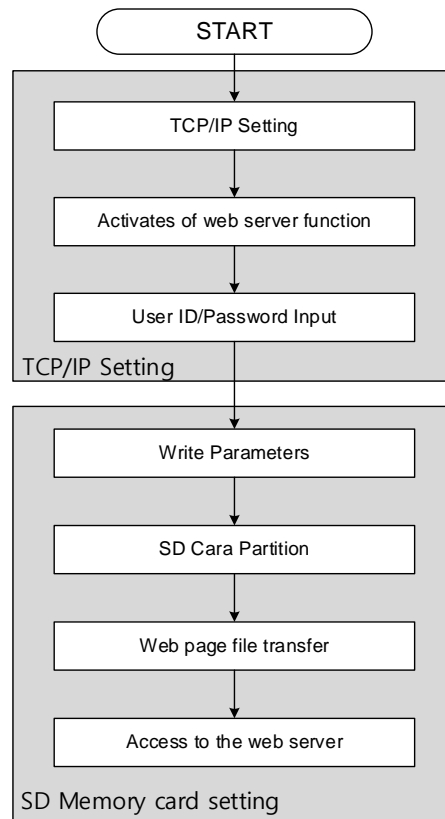 START
TCP/IP Setting
Activates of web server function
User ID/Password Input
TCP/IP Setting
Write Parameters
SD Cara Partition
Web page file transfer
Access to the web server
SD Memory card setting